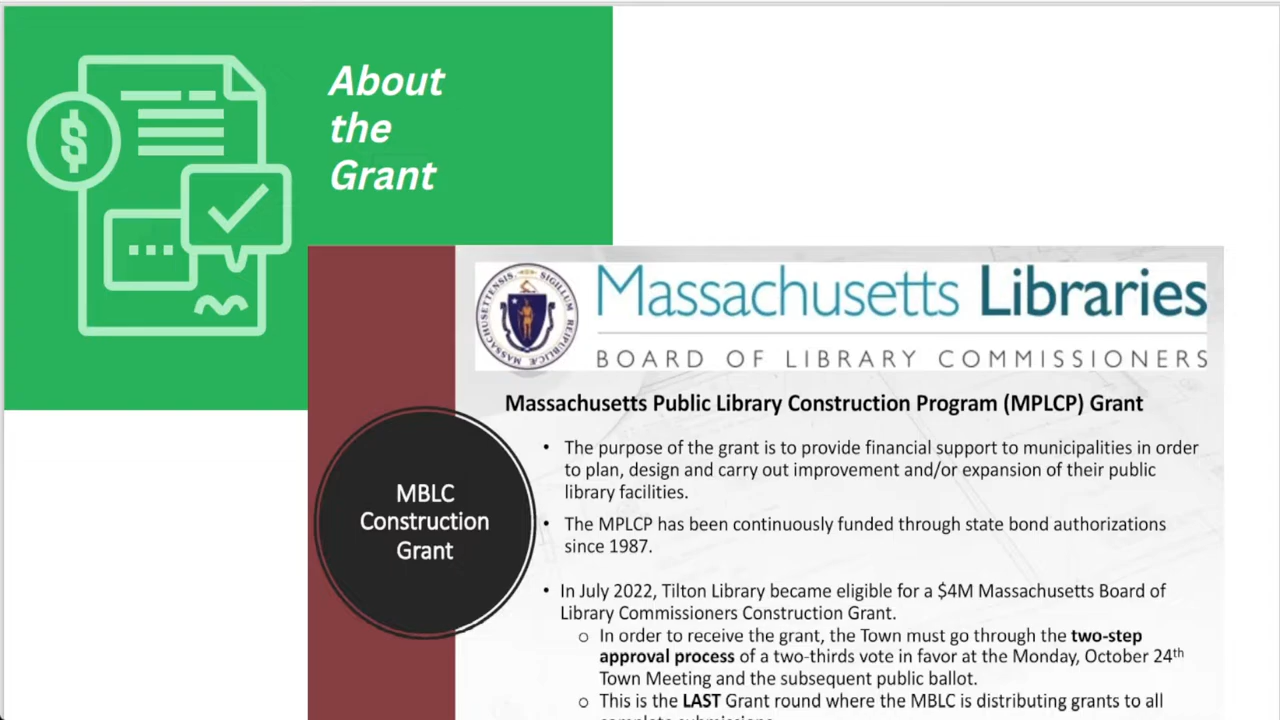 About
the
Grant
$
MASSACHUSETTENSIS. SIGILLUM REIPUBLICÆ
Massachusetts Libraries
BOARD OF LIBRARY COMMISSIONERS
Massachusetts Public Library Construction Program (MPLCP) Grant
MBLC
Construction
Grant
• The purpose of the grant is to provide financial support to municipalities in order
to plan, design and carry out improvement and/or expansion of their public
library facilities.
• The MPLCP has been continuously funded through state bond authorizations
since 1987.
• In July 2022, Tilton Library became eligible for a $4M Massachusetts Board of
Library Commissioners Construction Grant.
o In order to receive the grant, the Town must go through the two-step
approval process of a two-thirds vote in favor at the Monday, October 24th
Town Meeting and the subsequent public ballot.
o This is the LAST Grant round where the MBLC is distributing grants to all